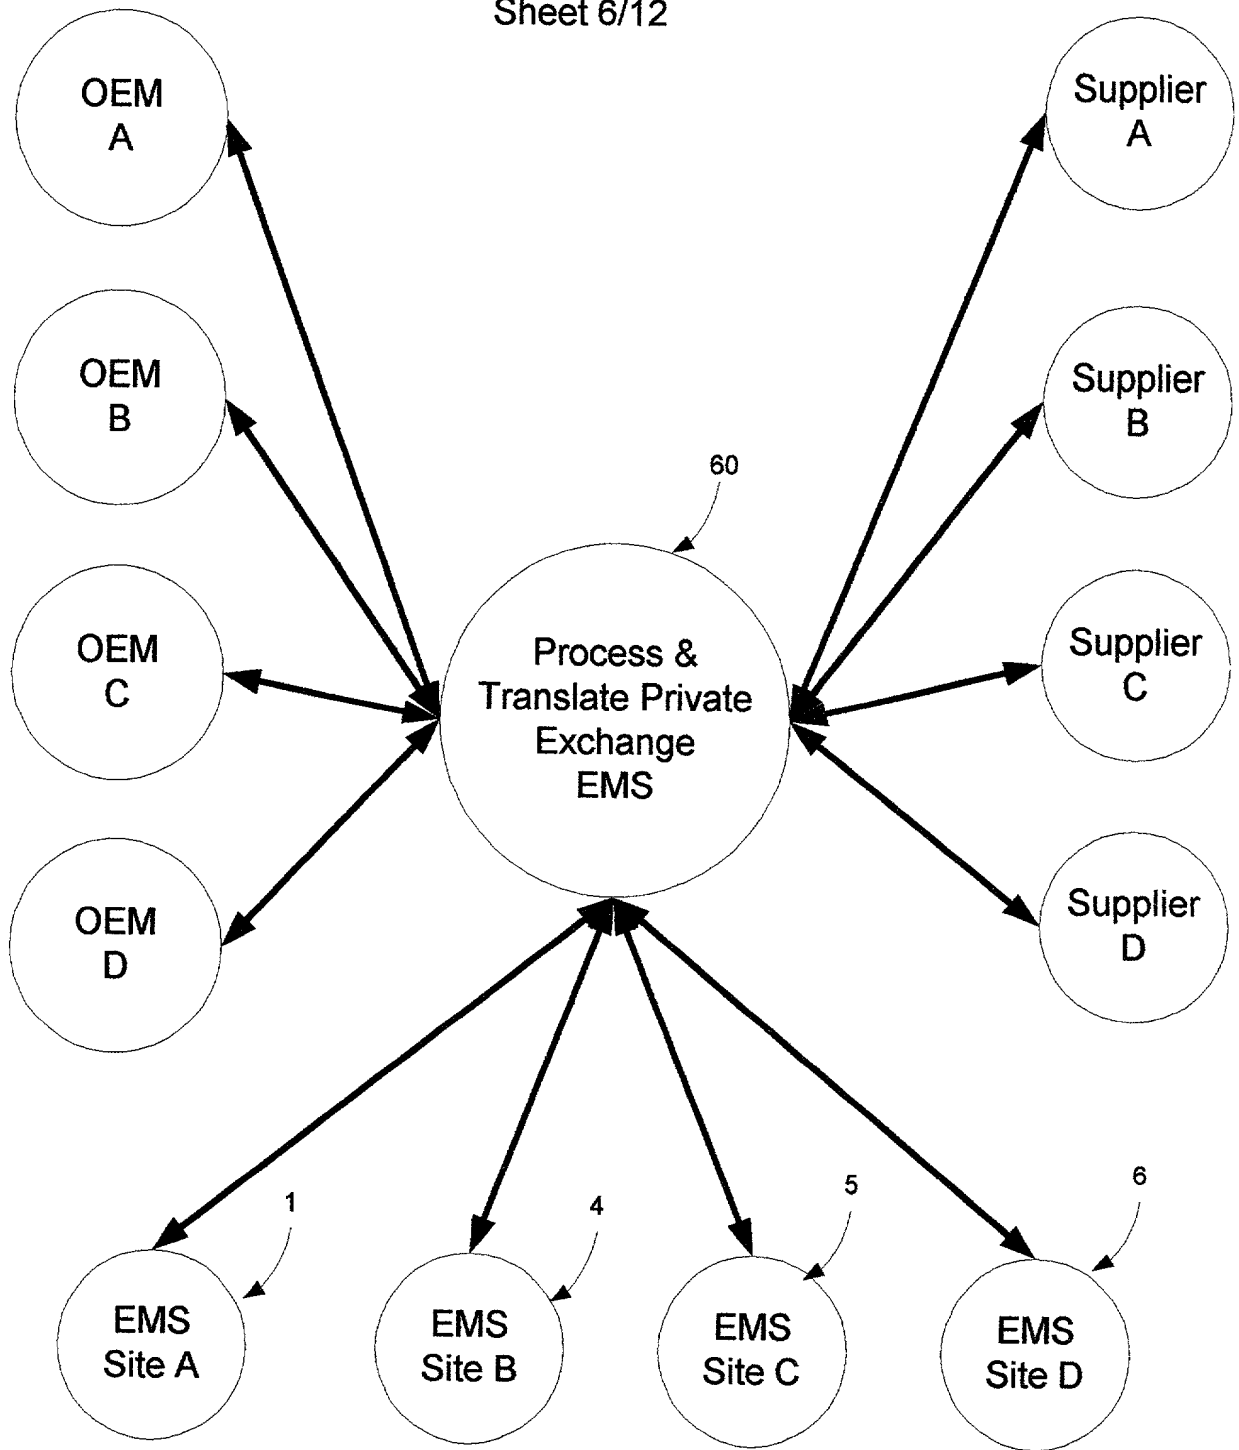 Sheet 6/12
OEM
A
Supplier
A
OEM
B
Supplier
B
60
OEM
C
Process &
Translate Private
Exchange
EMS
Supplier
C
OEM
D
Supplier
D
1
4
5
6
EMS
Site A
EMS
Site B
EMS
Site C
EMS
Site D